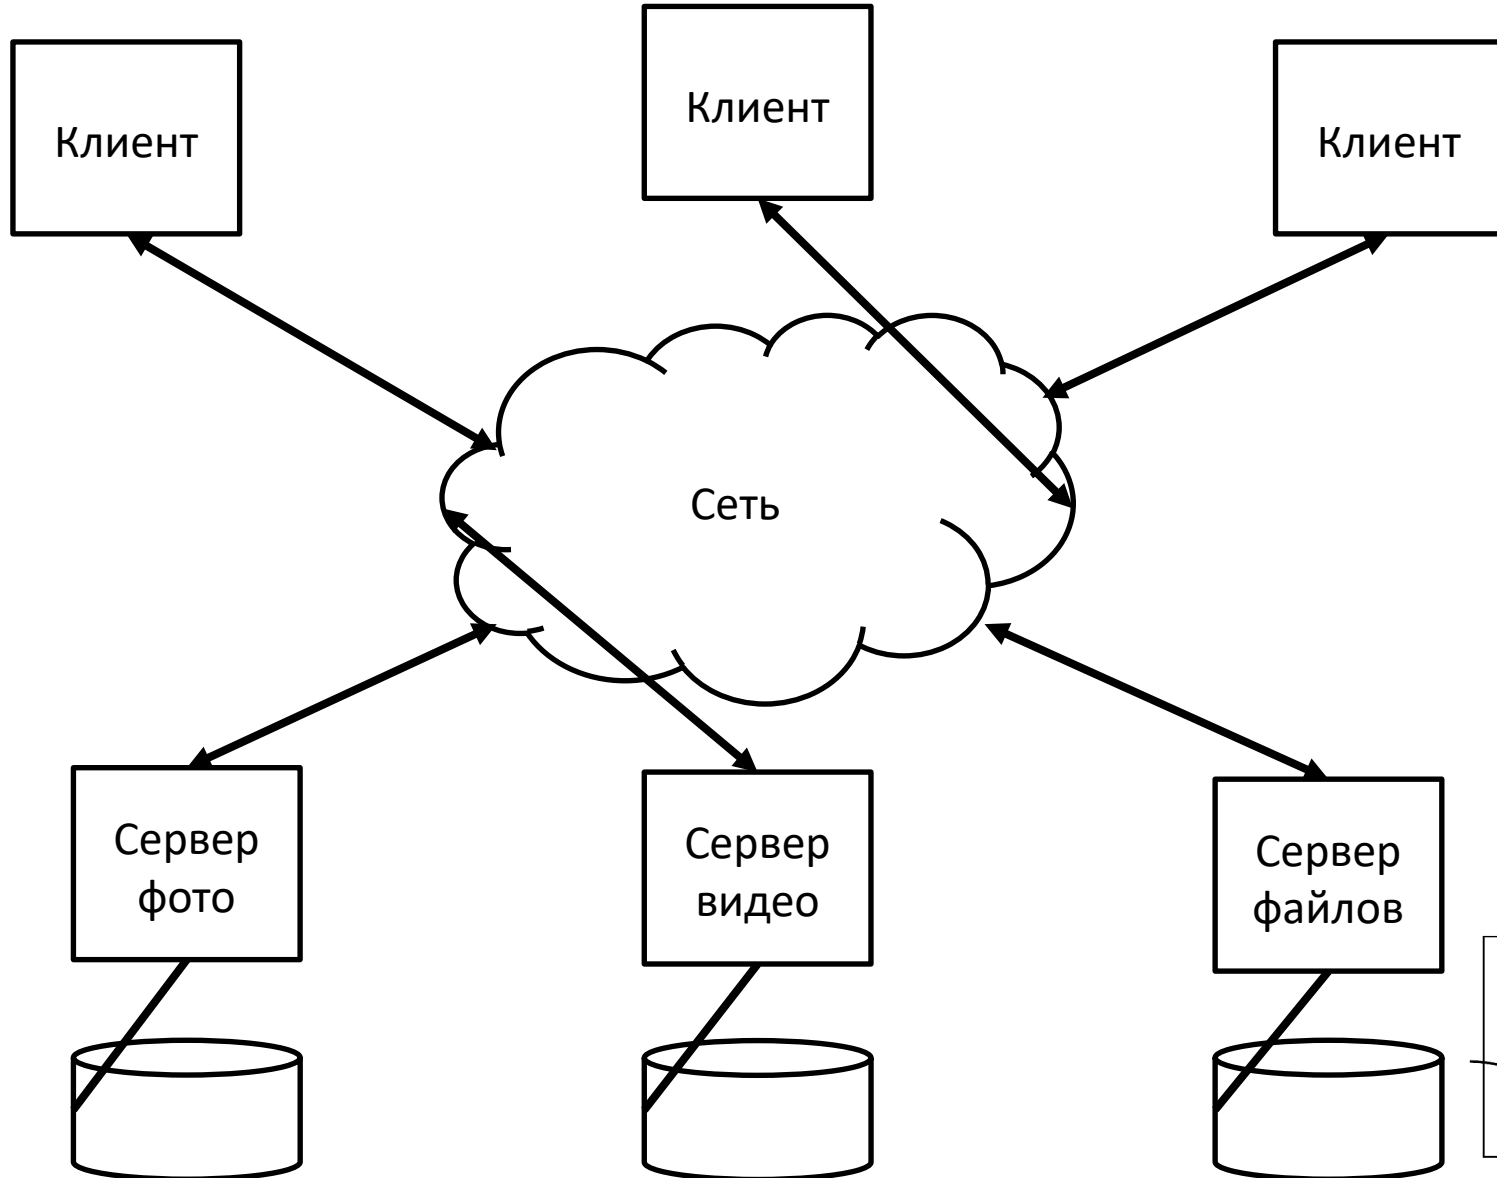 Клиент
Клиент
Клиент
Сеть
Сервер
фото
Сервер
видео
Сервер
файлов